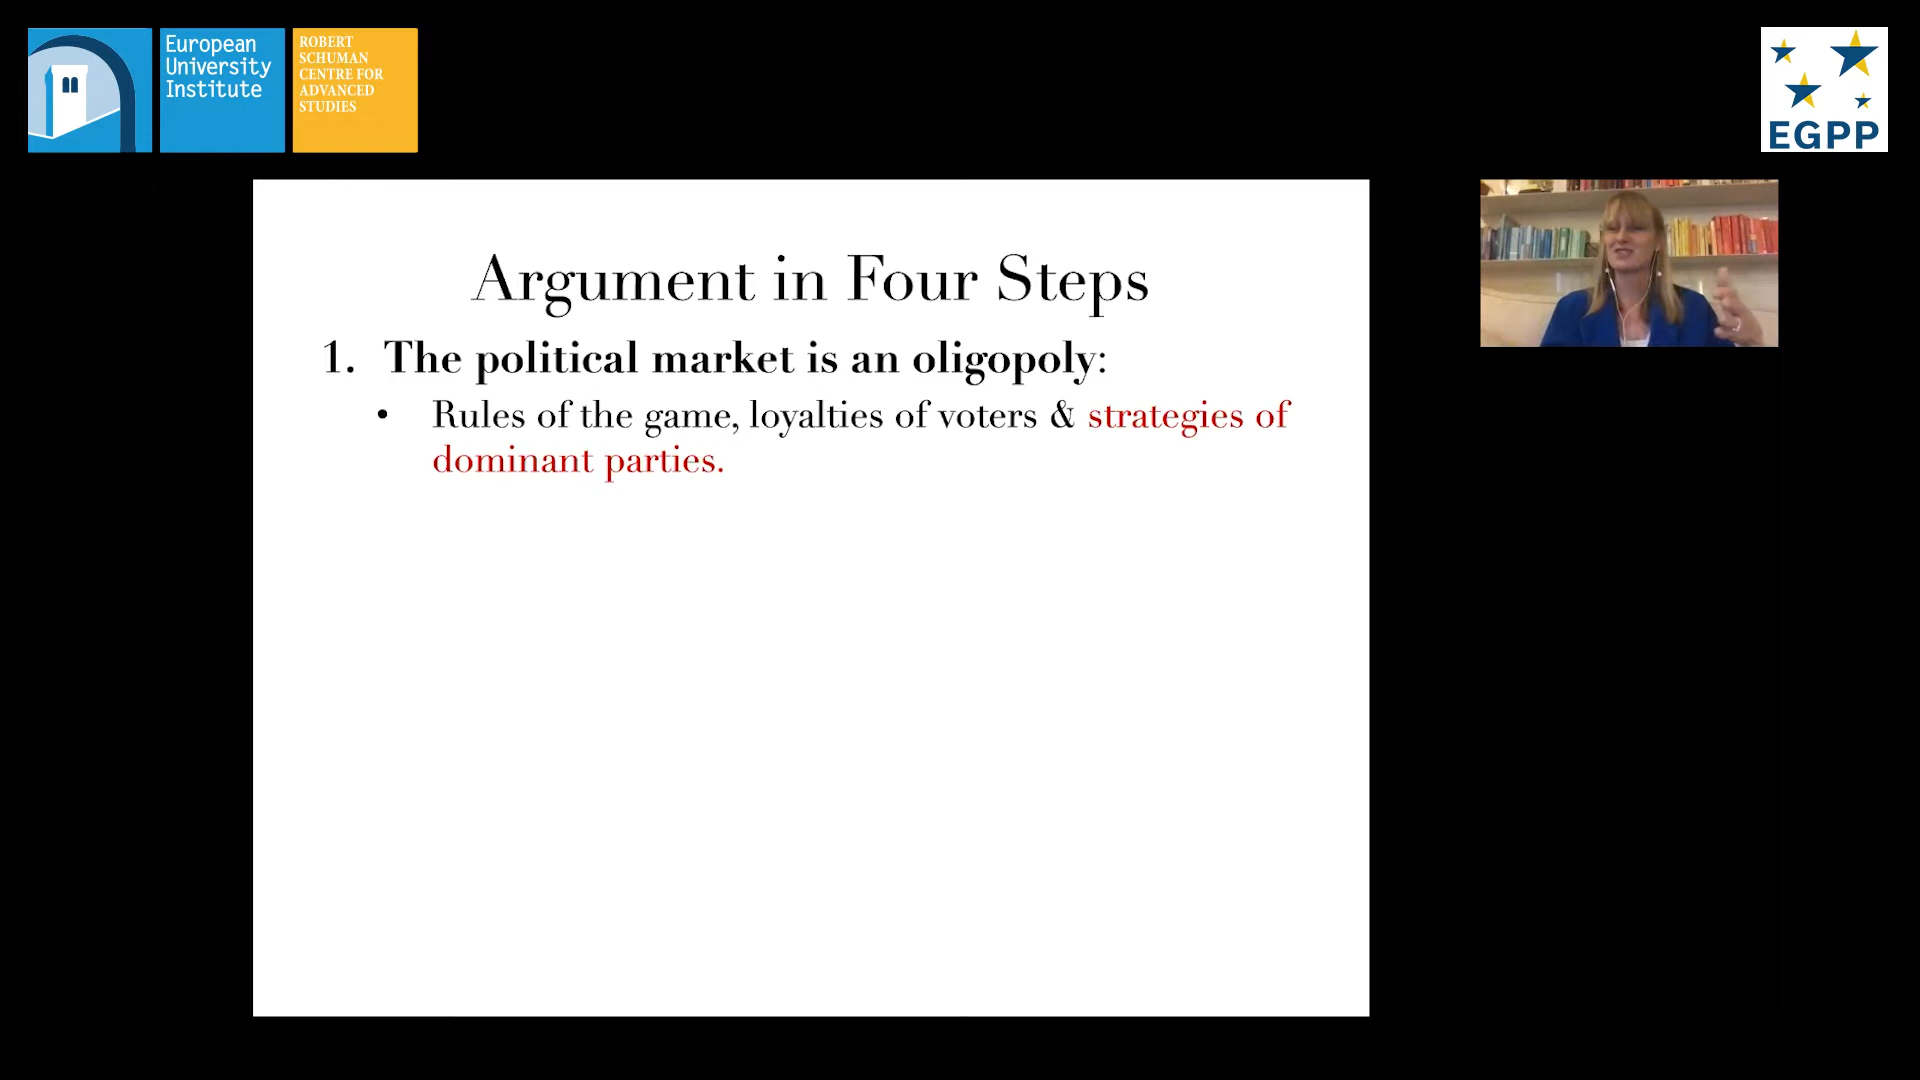 European
University
Institute
ROBERT
SCHUMAN
CENTRE FOR
ADVANCED
STUDIES
EGPP
Argument in Four Steps
1. The political market is an oligopoly:
• Rules of the game, loyalties of voters & strategies of
dominant parties.